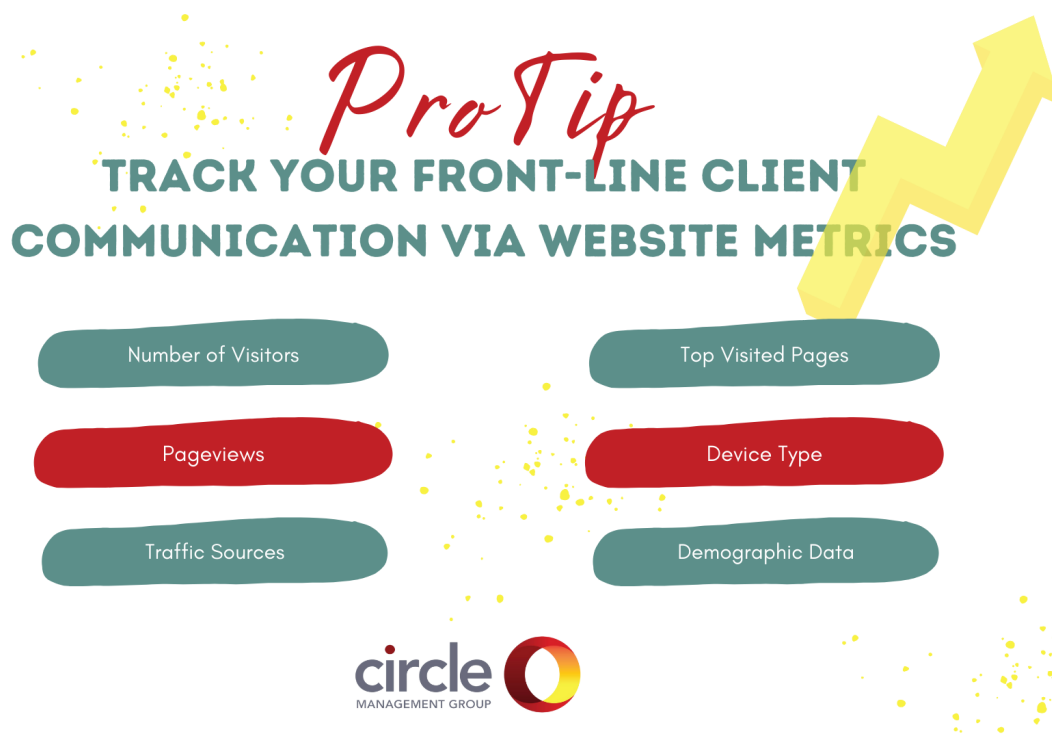 ProTip
TRACK YOUR FRONT-LINE CLIENT
COMMUNICATION VIA WEBSITE METRICS
Number of Visitors
Top Visited Pages
Pageviews
Device Type
Traffic Sources
Demographic Data
circle
MANAGEMENT GROUP